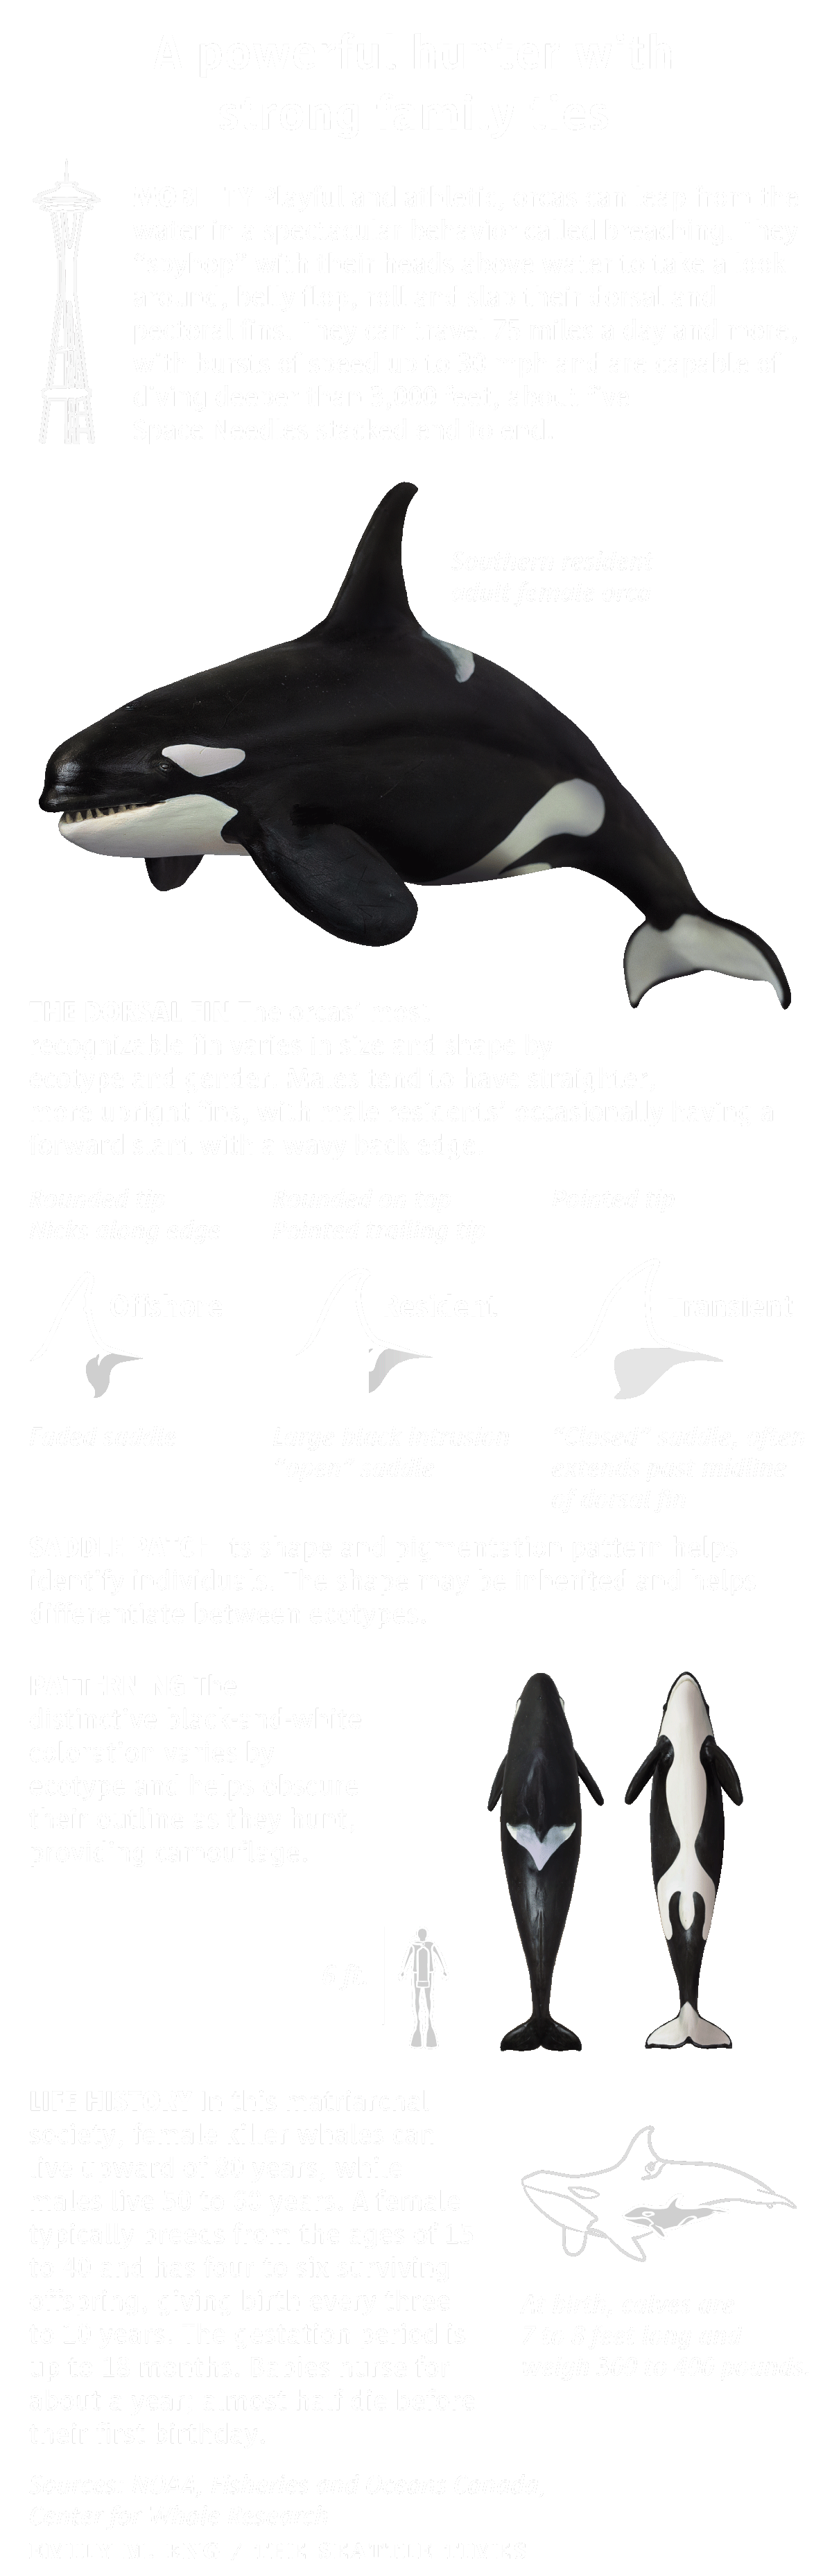 A powerful hunter with
strong family ties
MOBILITY Playful and athletic, orcas can leap from the
water in a spectacular behavior called breaching. They
"spyhop" with their heads above water to take a look
around, belly flop, roll and slap their dorsal and
pectoral fins. They can travel 75 miles a day and more,
with bursts of speed up to 30 mph and are capable of
diving deeper than 3,000 feet, about five
Space Needles stacked end to end.
Southern resident
adult female orca
THE DORSAL FIN The orcas' most
recognizable fin varies in size and shape by
ecotype and gender. Males tend to have straighter,
more upright fins, with male residents' occasionally having a
forward slant with a wavy back edge.
Rounded tip
Nicks along edge
Rounded on top
Pointed trailing tip
Pointed tip
Offshore
Resident
Transient
Faded saddle
Large black intrusion
"open" saddle
"Closed" saddle, often
extends past midline
of dorsal fin
SADDLE PATCH Its shape and pigmentation pattern helps
identify individuals. The shape may be inherited and helps
differentiate between ecotypes.
PATTERNING The
distinctive black-and-white
coloration varies by
ecotype and helps obscure
their outline as they hunt,
providing camouflage.
6 ft.
LIFE HISTORY In this matriarchal
society, female killer whales can
live upward of 80 years, while
males live 50 to 60 years. A female
typically breeds from the ages of 15
to 40 and has four to six surviving
offspring, giving birth every three
to 10 years. The gestation period is
up to 18 months. Babies nurse for
about a year; almost half die before
their first birthday.
At birth, calves are
7 to 8 feet long and
weigh 300 to 400 pounds.
Sources: NOAA, Fisheries and Oceans Canada,
Center for Whale Research
EMILY M. ENG / THE SEATTLE TIMES